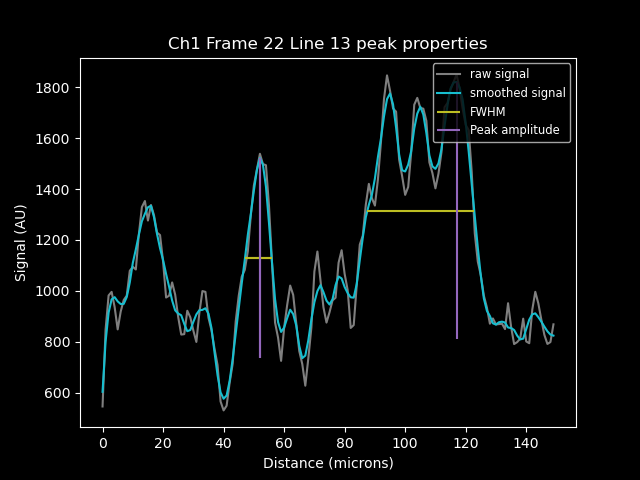 Ch1 Frame 22 Line 13 peak properties
raw signal
smoothed signal
FWHM
Peak amplitude
Signal (AU)
1800
1600
1400
1200
1000
800
600
0 20 40 60 80 100 120 140
Distance (microns)